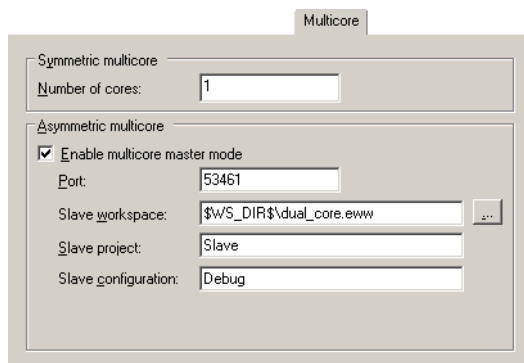 Multicore
Symmetric multicore
Number of cores: 1
Asymmetric multicore
Enable multicore master mode
Port: 53461
Slave workspace: $WS_DIR$\dual_core.eww ...
Slave project: Slave
Slave configuration: Debug